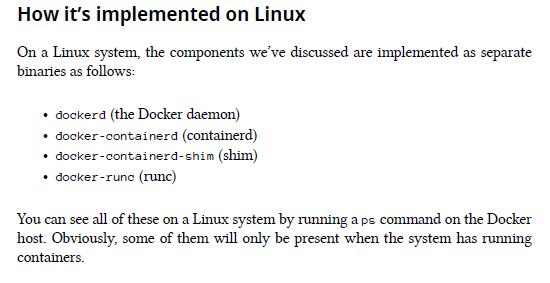 How it’s implemented on Linux
On a Linux system, the components we’ve discussed are implemented as separate
binaries as follows:
• dockerd (the Docker daemon)
• docker-containerd (containerd)
• docker-containerd-shim (shim)
• docker-runc (runc)
You can see all of these on a Linux system by running a ps command on the Docker
host. Obviously, some of them will only be present when the system has running
containers.